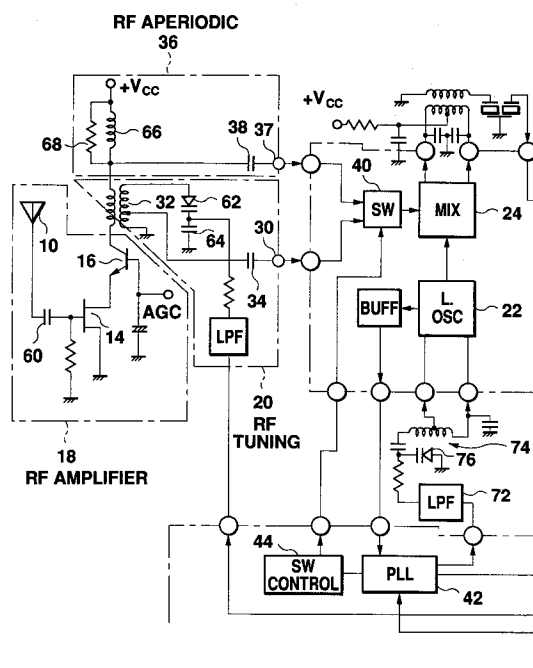 RF APERIODIC
36
+VCC
68
66
38
37
+VCC
40
SW
MIX
24
32
62
64
30
10
16
AGC
34
LPF
60
14
BUFF
L. OSC
22
20
RF TUNING
18
RF AMPLIFIER
74
76
LPF
72
44
SW CONTROL
PLL
42